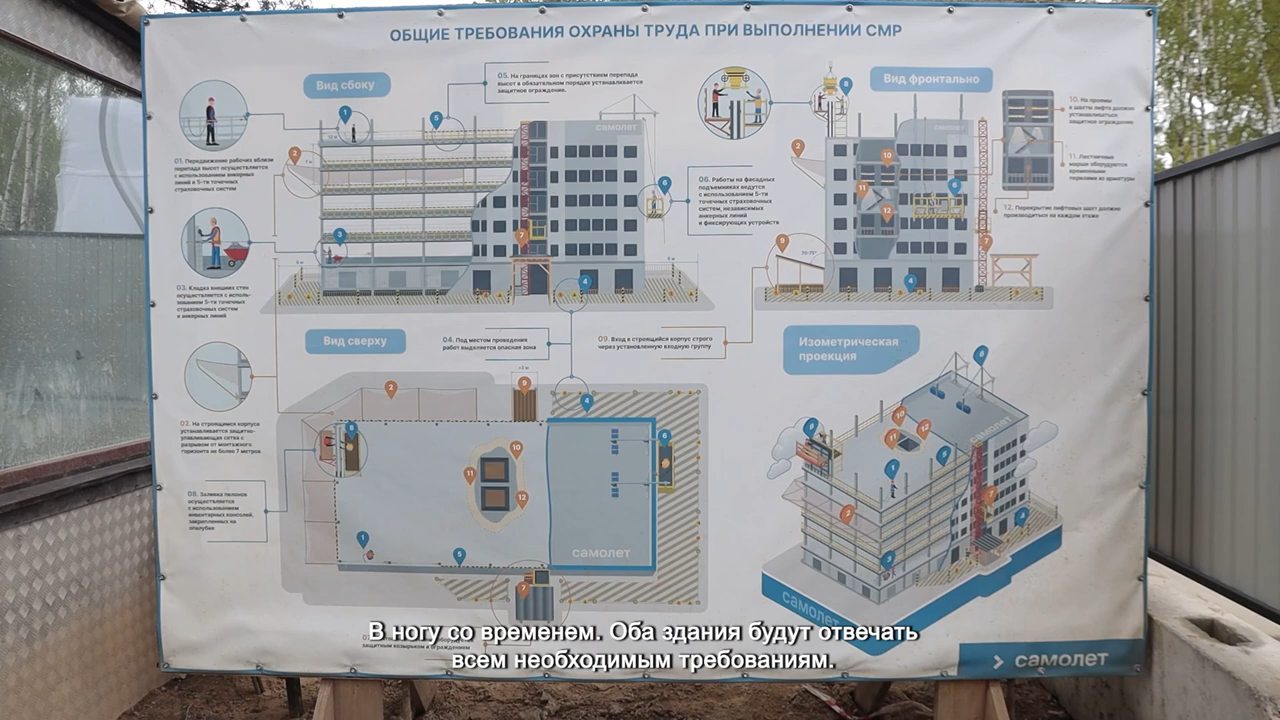 ОБЩИЕ ТРЕБОВАНИЯ ОХРАНЫ ТРУДА ПРИ ВЫПОЛНЕНИИ СМР
Вид сбоку
05. На границах зон с присутствием перепада
высот в обязательном порядке устанавливается
защитное ограждение.
Вид фронтально
10. На проемы
в шахты лифта должно
устанавливаться
защитное ограждение
11. Лестничные
марши оборудуются
временными
перилами из арматуры
12. Перекрытие лифтовых шахт должно
производиться на каждом этаже
01. Передвижение рабочих вблизи
перепада высот осуществляется
с использованием анкерных
линий и 5-ти точечных
страховочных систем
06. Работы на фасадных
подъемниках ведутся
с использованием 5-ти
точечных страховочных
систем, независимых
анкерных линий
и фиксирующих устройств
самолет
03. Кладка внешних стен
осуществляется с исполь-
зованием 5-ти точечных
страховочных систем
и анкерных линий
Вид сверху
04. Под местом проведения
работ выделяется опасная зона
09. Вход в строящийся корпус строго
через установленную входную группу
Изометрическая
проекция
02. На строящемся корпусе
устанавливается защитно-
улавливающая сетка с
разрывом от монтажного
горизонта не более 7 метров
08. Заливка пилонов
осуществляется
с использованием
инвентарных консолей,
закрепленных на
опалубке
самолет
самолет
самолет
защитным козырьком и ограждением
самолет
В ногу со временем. Оба здания будут отвечать
всем необходимым требованиям.